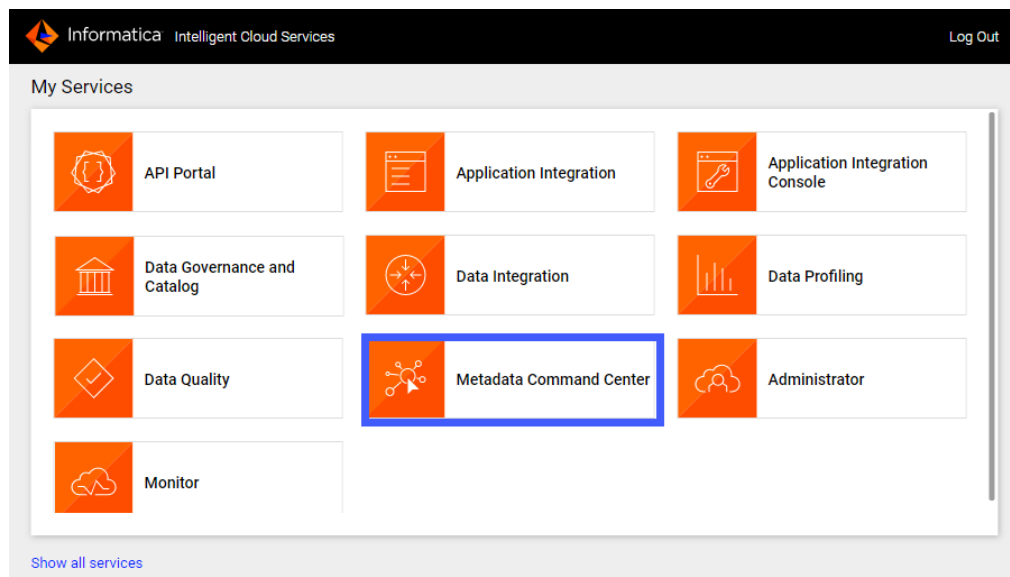 Informatica Intelligent Cloud Services
Log Out
My Services
API Portal
Application Integration
Application Integration
Console
Data Governance and
Catalog
Data Integration
Data Profiling
Data Quality
Metadata Command Center
Administrator
Monitor
Show all services